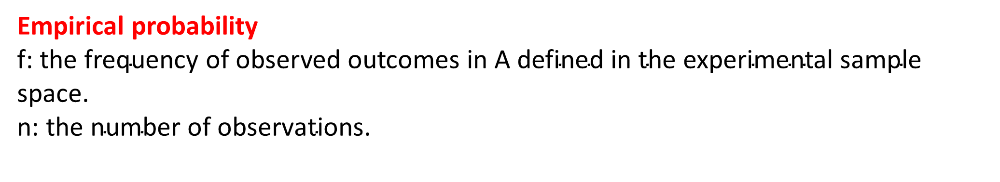 Empirical probability
f: the frequency of observed outcomes in A defined in the experimental sample
space.
n: the number of observations.